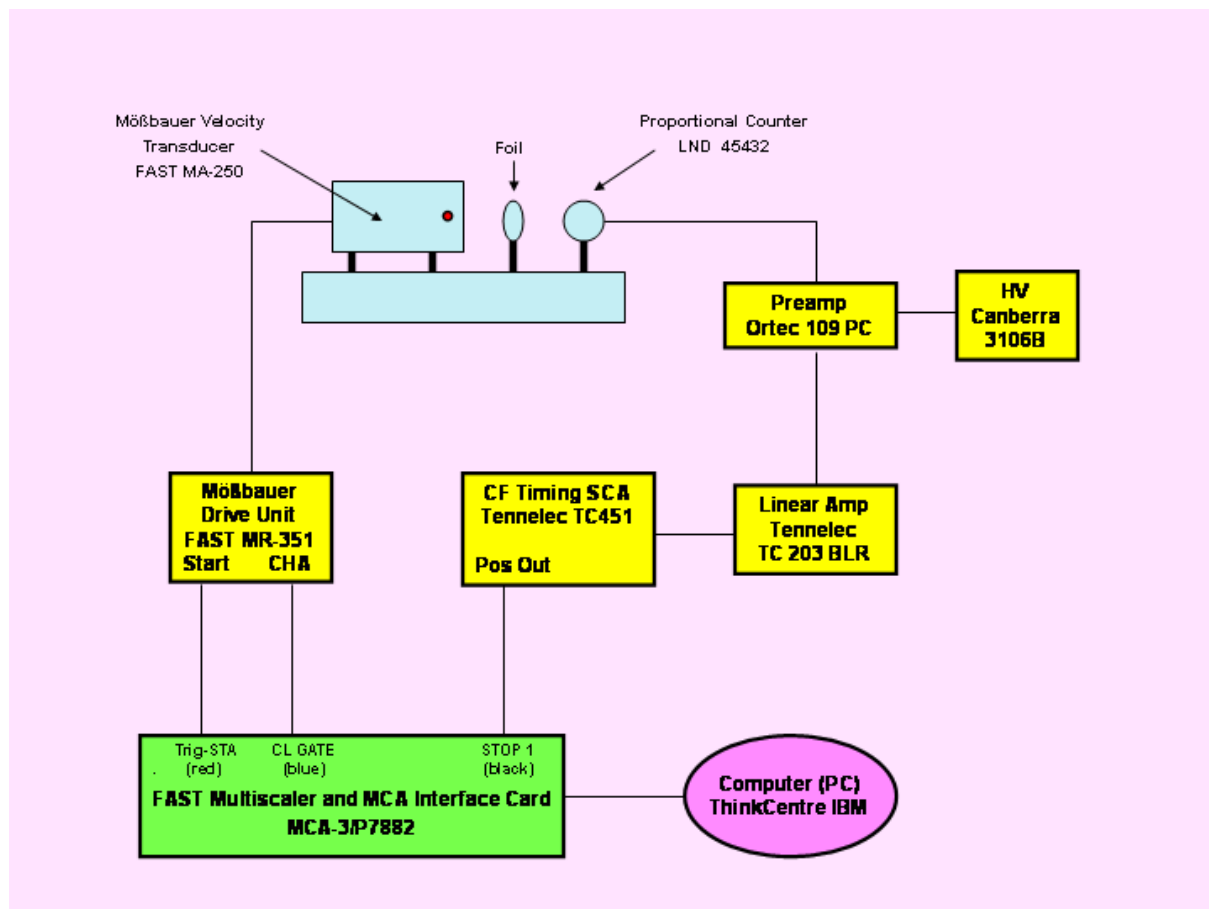 Mößbauer Velocity
Transducer
FAST MA-250
Foil
Proportional Counter
LND 45432
Preamp
Ortec 109 PC
HV
Canberra
3106B
Mößbauer
Drive Unit
FAST MR-351
Start CHA
CF Timing SCA
Tennelec TC451
Pos Out
Linear Amp
Tennelec
TC 203 BLR
Trig-STA
. (red)
CL GATE
(blue)
STOP 1
(black)
FAST Multiscaler and MCA Interface Card
MCA-3/P7882
Computer (PC)
ThinkCentre IBM